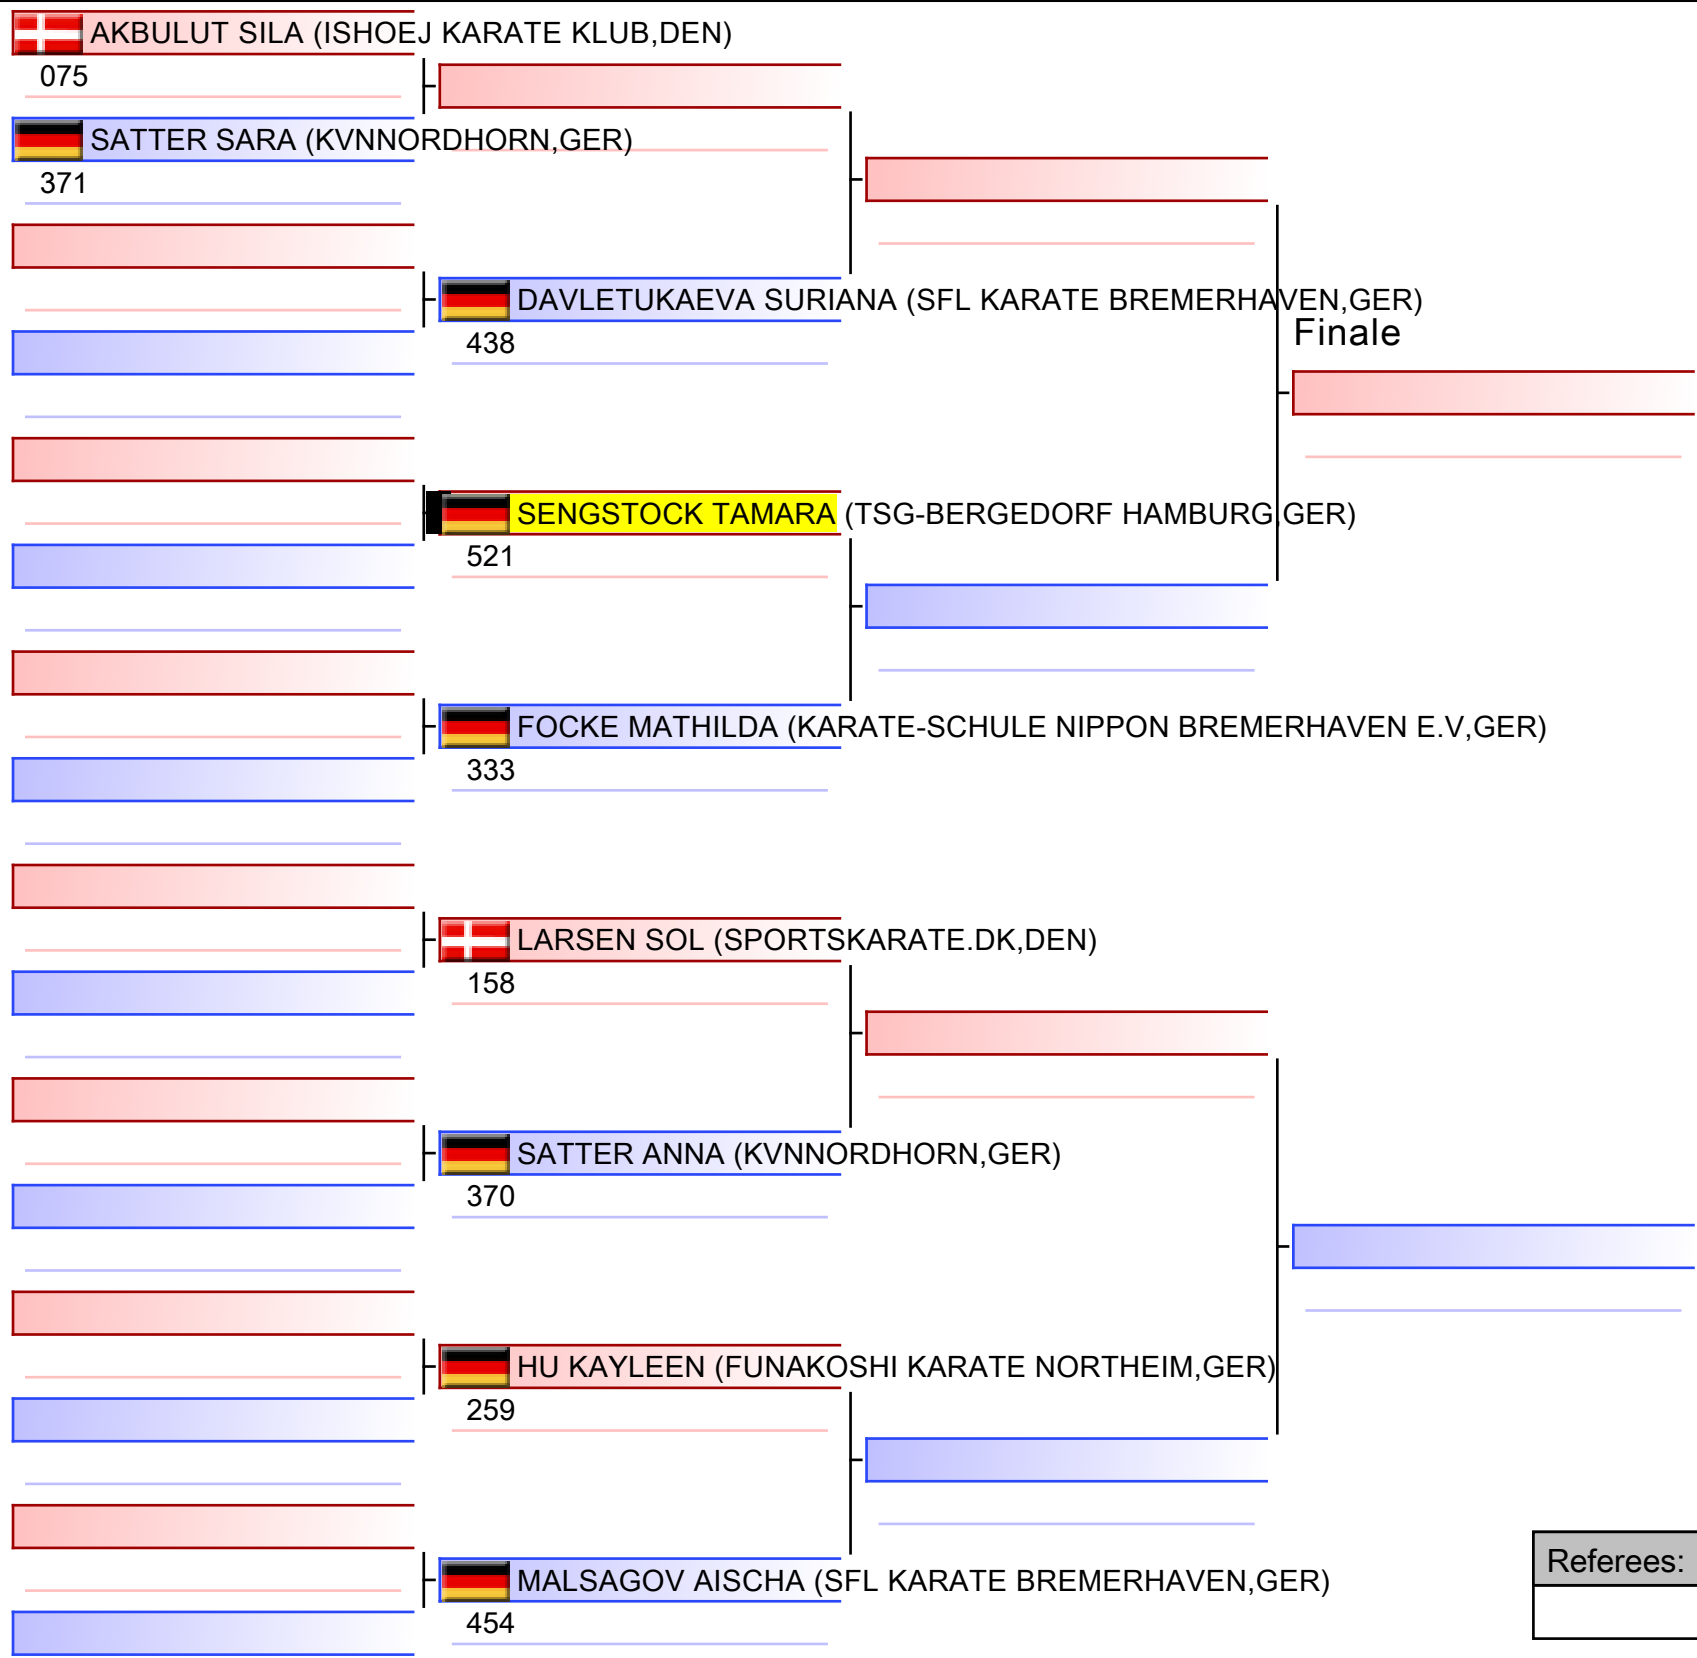 AKBULUT SILA (ISHOEJ KARATE KLUB,DEN)
075
SATTER SARA (KVNNORDHORN,GER)
371
DAVLETUKAEVA SURIANA (SFL KARATE BREMERHAVEN,GER)
438
Finale
SENGSTOCK TAMARA (TSG-BERGEDORF HAMBURG,GER)
521
FOCKE MATHILDA (KARATE-SCHULE NIPPON BREMERHAVEN E.V,GER)
333
LARSEN SOL (SPORTSKARATE.DK,DEN)
158
SATTER ANNA (KVNNORDHORN,GER)
370
HU KAYLEEN (FUNAKOSHI KARATE NORTHEIM,GER)
259
Referees:
MALSAGOV AISCHA (SFL KARATE BREMERHAVEN,GER)
454